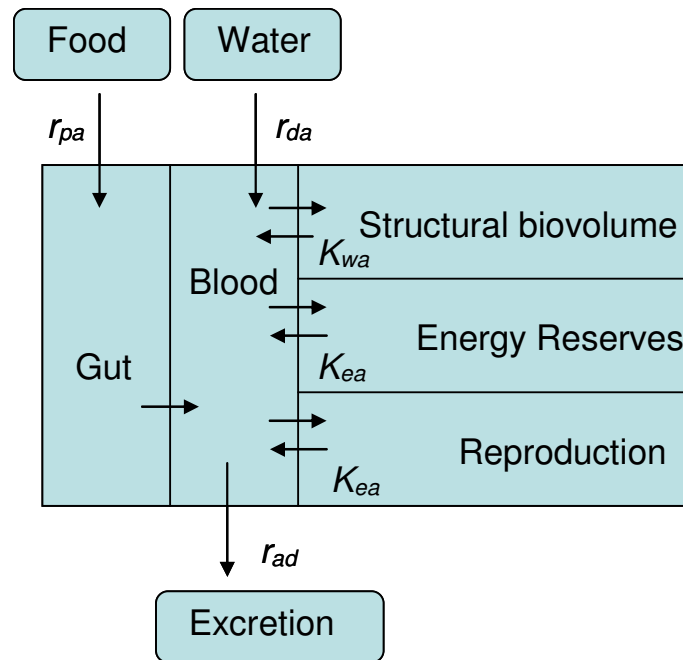 Food
Water
r_pa
r_da
Structural biovolume
K_wa
Blood
Energy Reserves
Gut
K_ea
Reproduction
K_ea
r_ad
Excretion